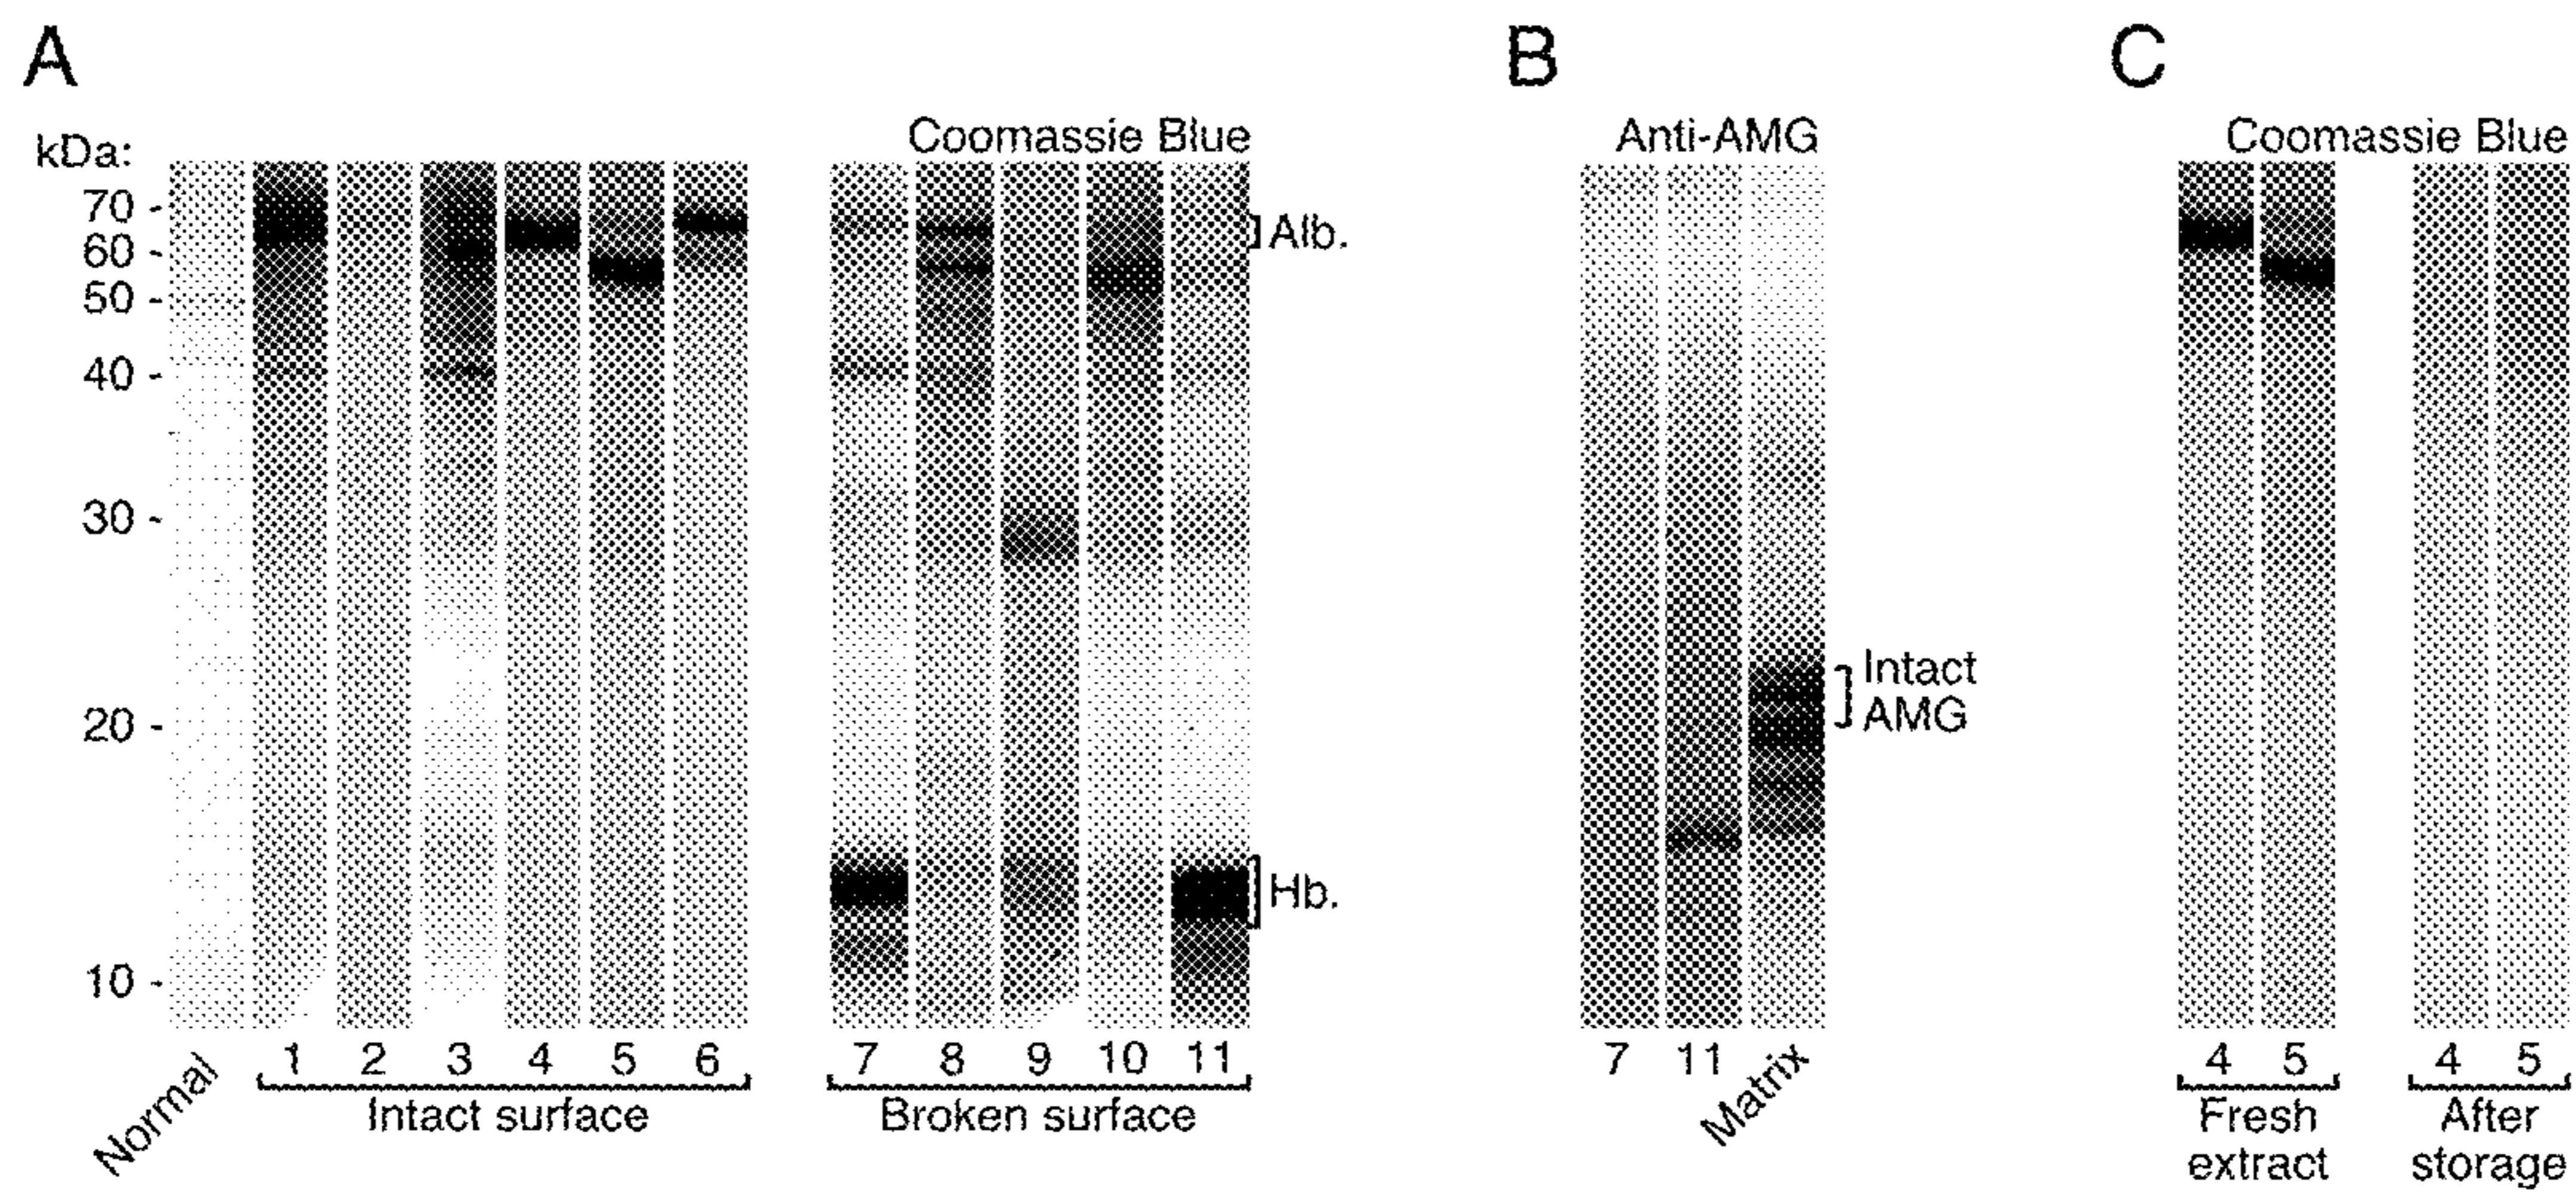 A
B
C
kDa:
Coomassie Blue
Anti-AMG
Coomassie Blue
70 -
60 -
50 -
40 -
30 -
20 -
10 -
Alb.
Hb.
Intact
AMG
Normal
1 2 3 4 5 6
Intact surface
7 8 9 10 11
Broken surface
7 11 Matrix
4 5
Fresh
extract
4 5
After
storage